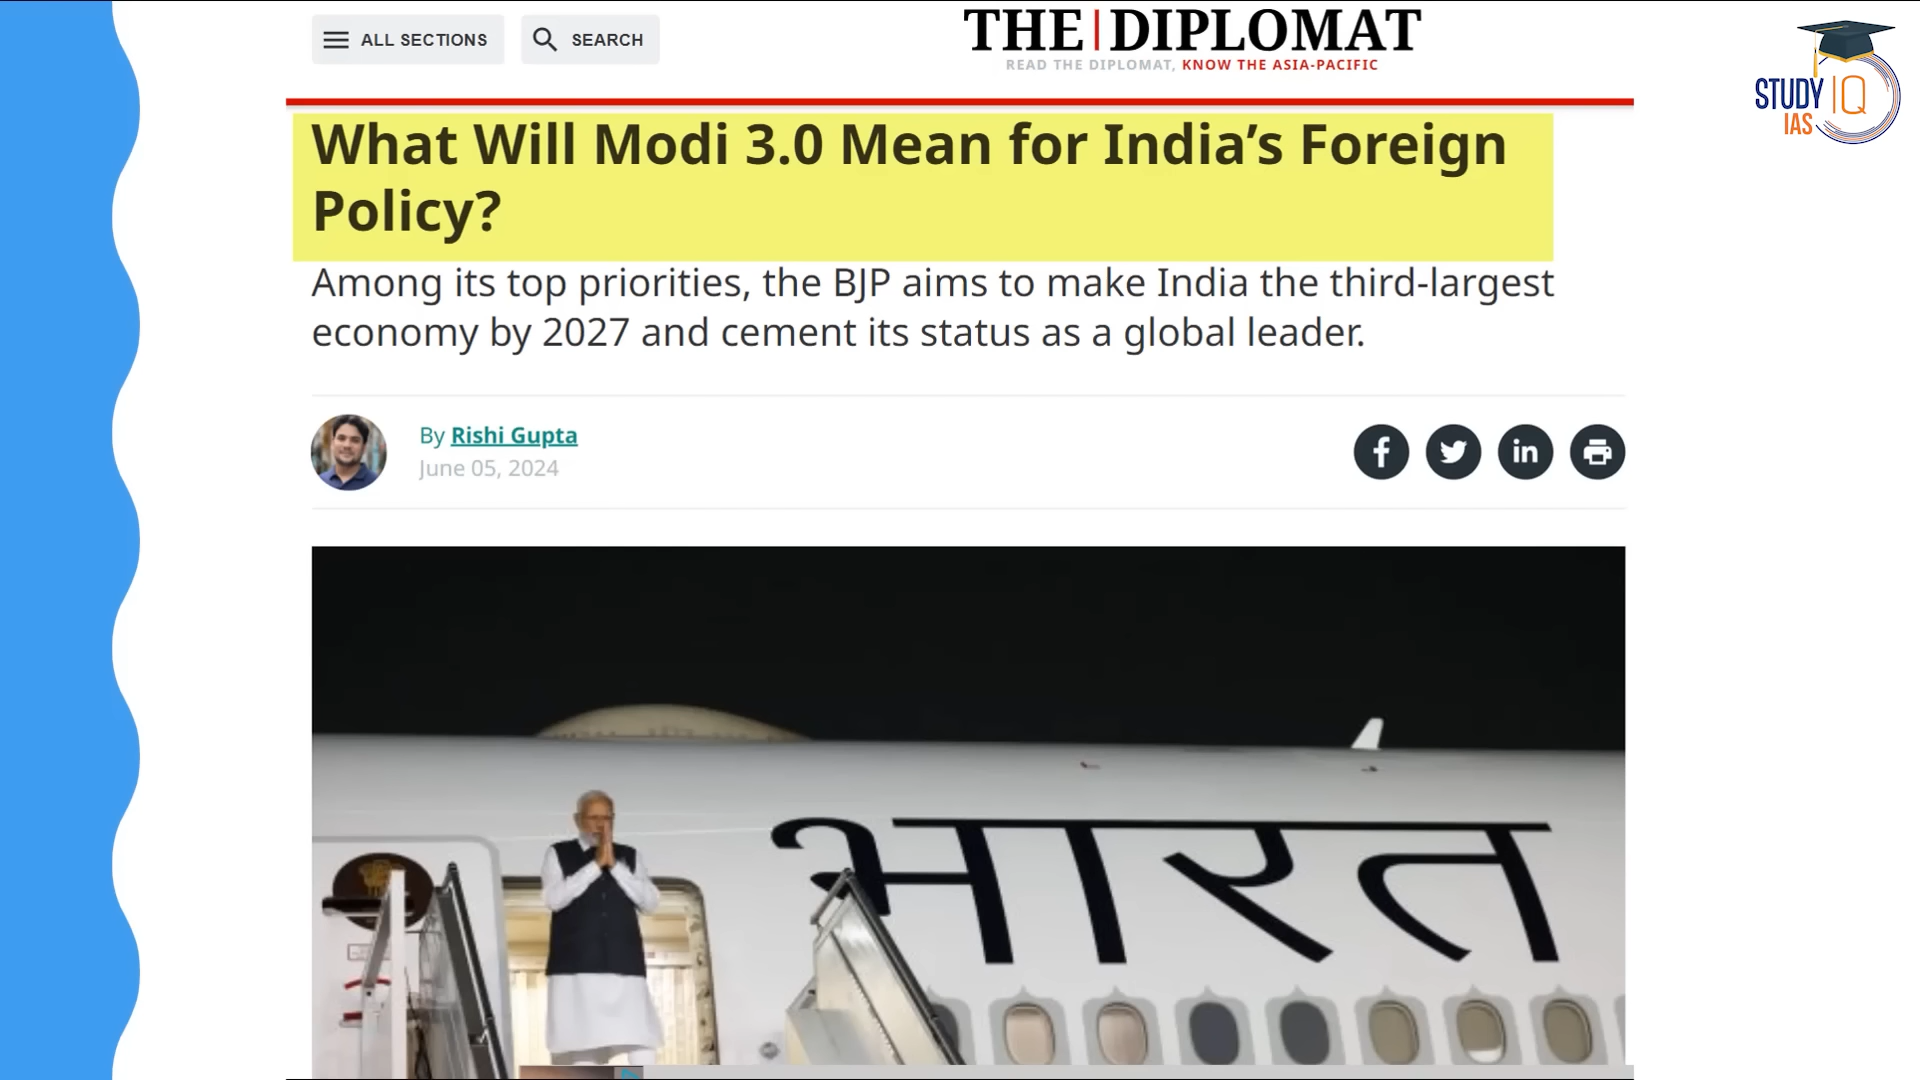 ALL SECTIONS
SEARCH
THE|DIPLOMAT
READ THE DIPLOMAT, KNOW THE ASIA-PACIFIC
STUDY IQ
IAS
What Will Modi 3.0 Mean for India’s Foreign
Policy?
Among its top priorities, the BJP aims to make India the third-largest
economy by 2027 and cement its status as a global leader.
By Rishi Gupta
June 05, 2024
भारत